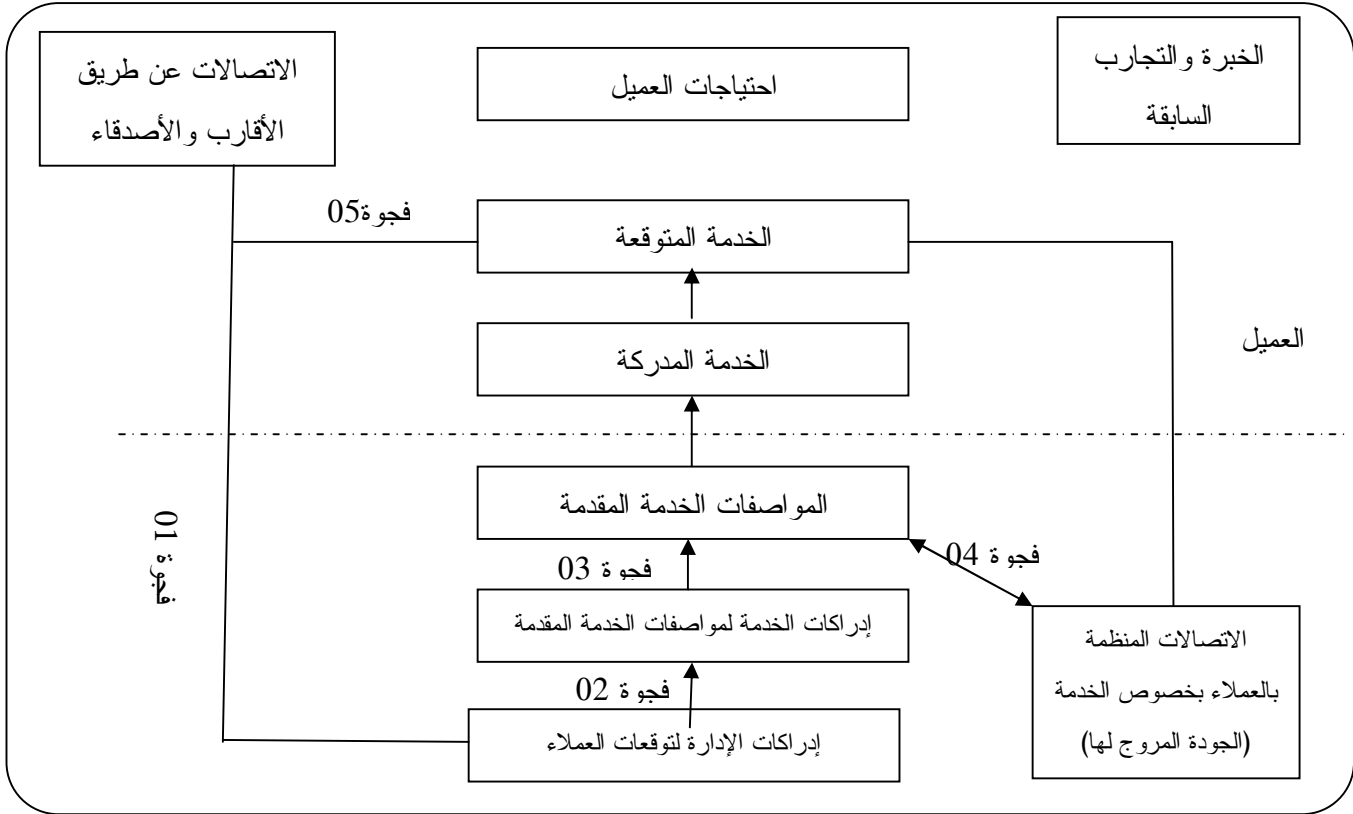 الخبرة والتجارب
السابقة
احتياجات العميل
الاتصالات عن طريق
الأقارب والأصدقاء
فجوة05
الخدمة المتوقعة
الخدمة المدركة
العميل
المواصفات الخدمة المقدمة
فجوة 01
فجوة 04
فجوة 03
إدراكات الخدمة لمواصفات الخدمة المقدمة
الاتصالات المنظمة
بالعملاء بخصوص الخدمة
(الجودة المروج لها)
فجوة 02
إدراكات الإدارة لتوقعات العملاء